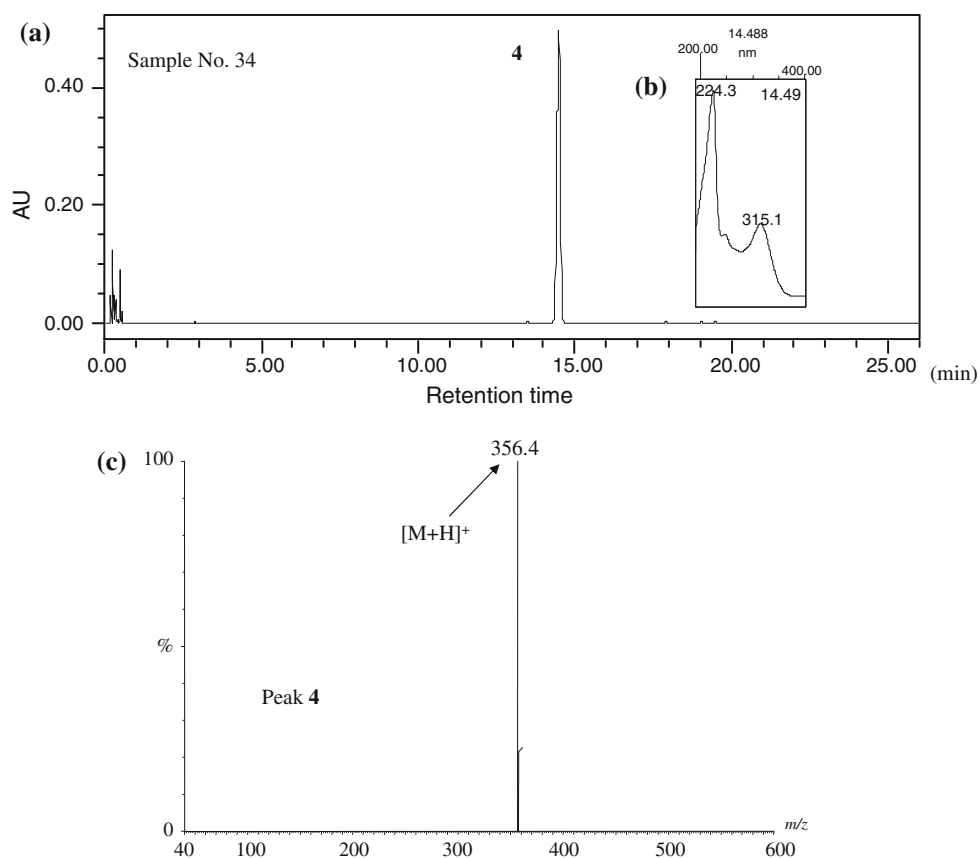 (a)
Sample No. 34
4
(b)
14.488
200.00
nm
400.00
224.3
14.49
315.1
AU
0.40
0.20
0.00
0.00 5.00 10.00 15.00 20.00 25.00 (min)
Retention time
(c)
356.4
100
[M+H]+
%
Peak 4
0
m/z
40 200 300 400 500 600